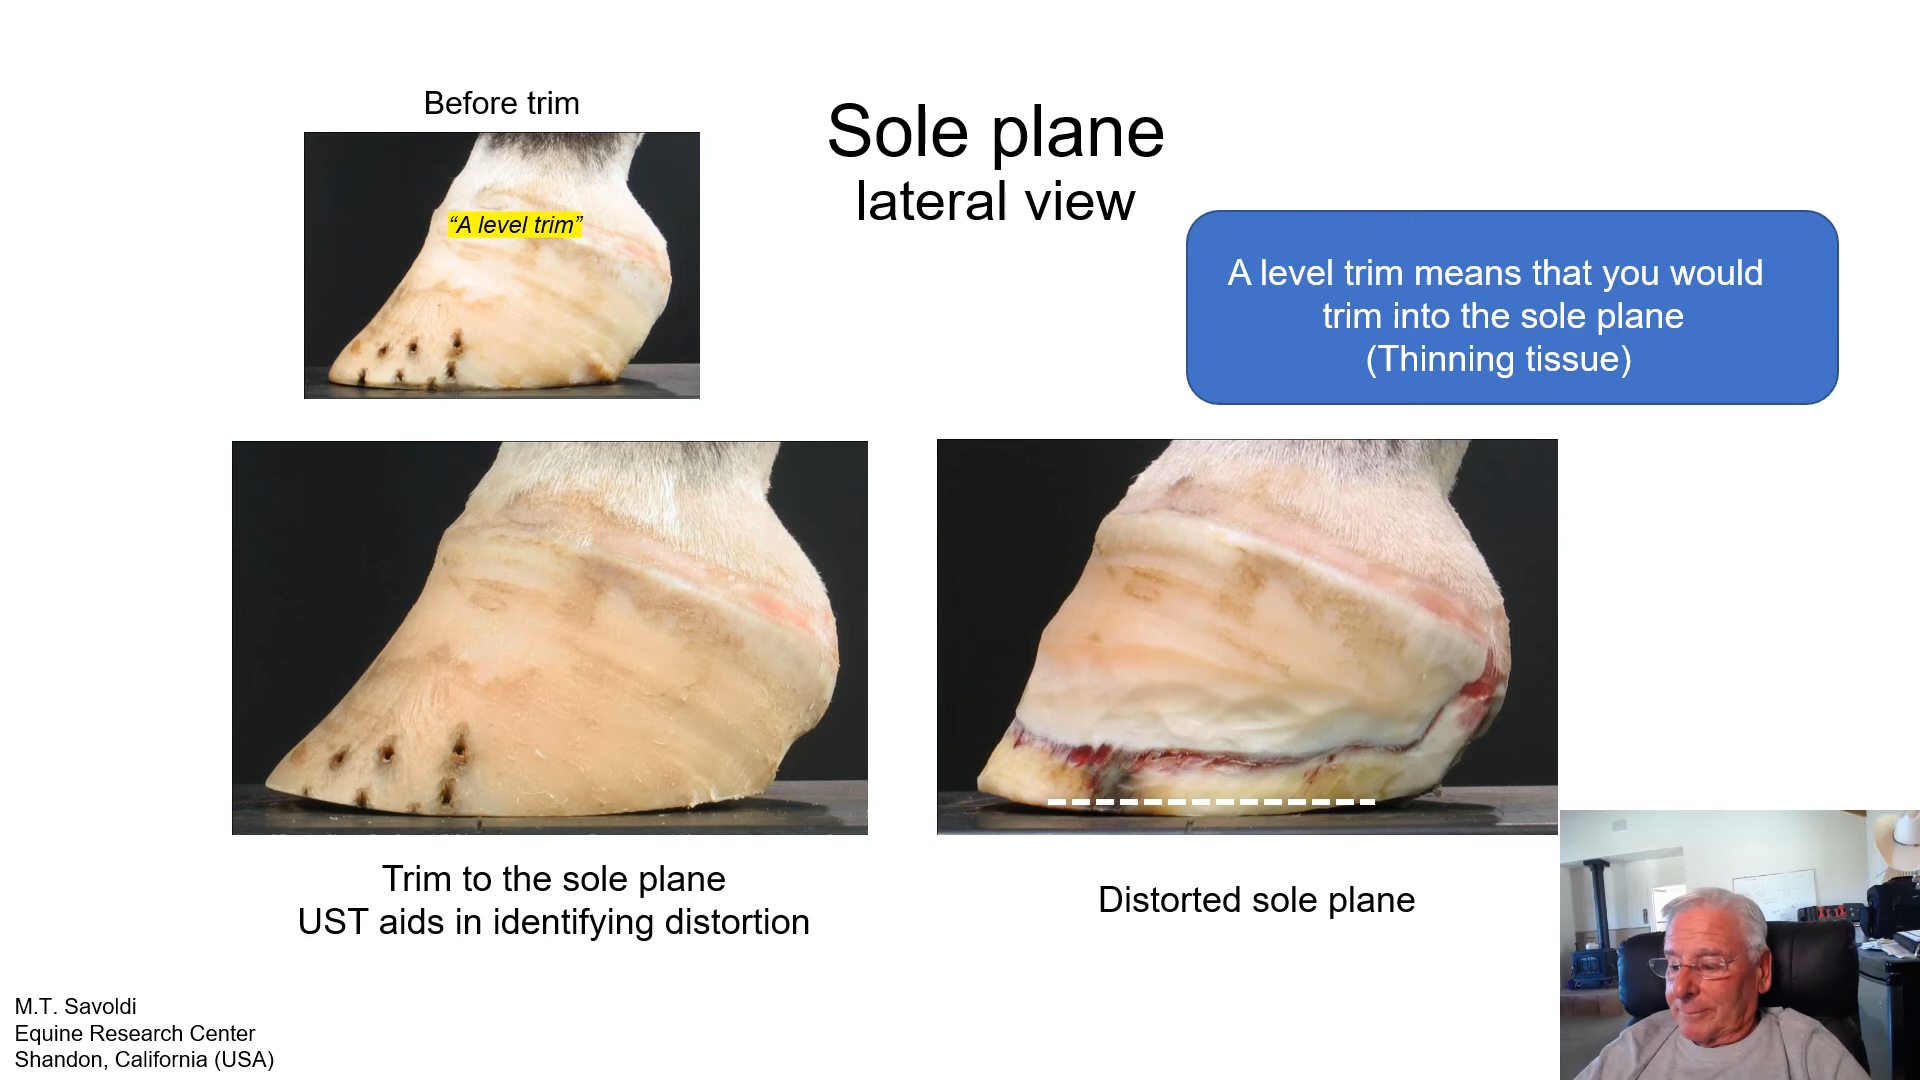 Before trim
“A level trim”
Sole plane
lateral view
A level trim means that you would
trim into the sole plane
(Thinning tissue)
Trim to the sole plane
UST aids in identifying distortion
Distorted sole plane
M.T. Savoldi
Equine Research Center
Shandon, California (USA)